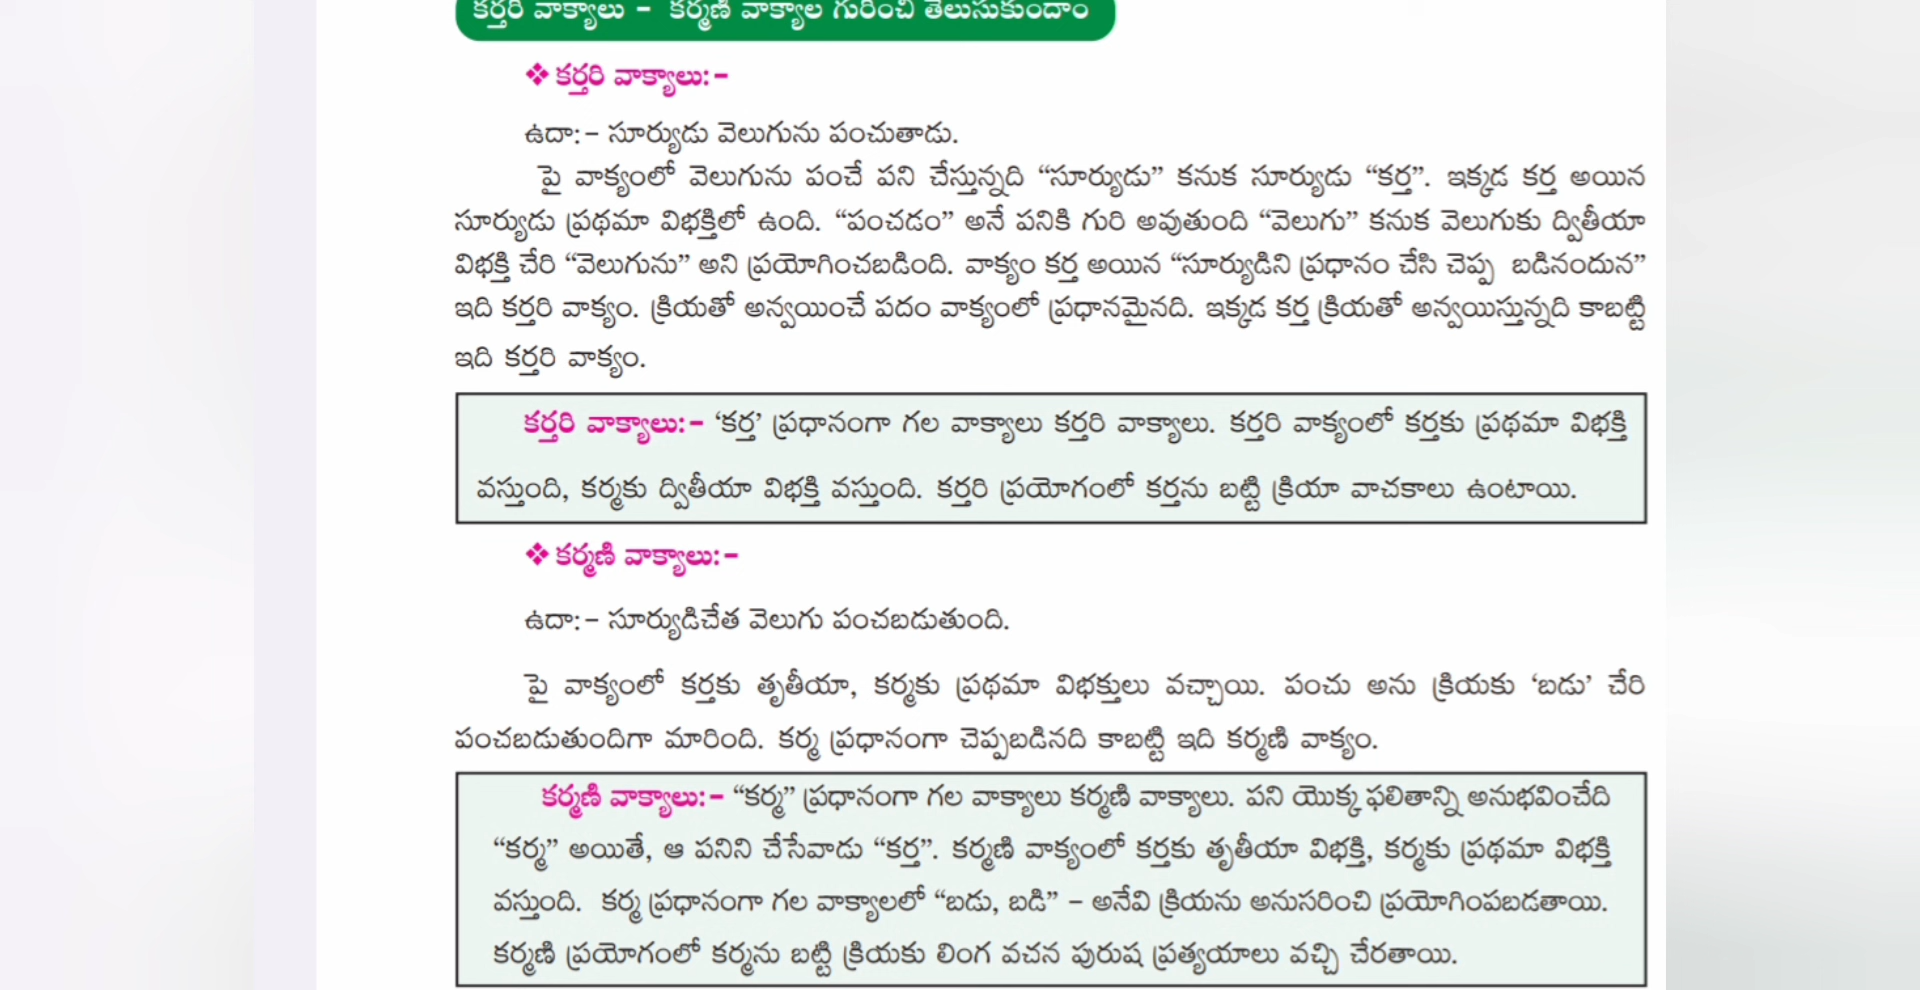 కర్తరి వాక్యాలు – కర్మణి వాక్యాల గురించి తెలుసుకుందాం
❖ కర్తరి వాక్యాలు:–
ఉదా:– సూర్యుడు వెలుగును పంచుతాడు.
పై వాక్యంలో వెలుగును పంచే పని చేస్తున్నది “సూర్యుడు” కనుక సూర్యుడు “కర్త”. ఇక్కడ కర్త అయిన
సూర్యుడు ప్రథమా విభక్తిలో ఉంది. “పంచడం” అనే పనికి గురి అవుతుంది “వెలుగు” కనుక వెలుగుకు ద్వితీయా
విభక్తి చేరి “వెలుగును” అని ప్రయోగించబడింది. వాక్యం కర్త అయిన “సూర్యుడిని ప్రధానం చేసి చెప్ప బడినందున”
ఇది కర్తరి వాక్యం. క్రియతో అన్వయించే పదం వాక్యంలో ప్రధానమైనది. ఇక్కడ కర్త క్రియతో అన్వయిస్తున్నది కాబట్టి
ఇది కర్తరి వాక్యం.
కర్తరి వాక్యాలు:– ‘కర్త’ ప్రధానంగా గల వాక్యాలు కర్తరి వాక్యాలు. కర్తరి వాక్యంలో కర్తకు ప్రథమా విభక్తి
వస్తుంది, కర్మకు ద్వితీయా విభక్తి వస్తుంది. కర్తరి ప్రయోగంలో కర్తను బట్టి క్రియా వాచకాలు ఉంటాయి.
❖ కర్మణి వాక్యాలు:–
ఉదా:– సూర్యుడిచేత వెలుగు పంచబడుతుంది.
పై వాక్యంలో కర్తకు తృతీయా, కర్మకు ప్రథమా విభక్తులు వచ్చాయి. పంచు అను క్రియకు ‘బడు’ చేరి
పంచబడుతుందిగా మారింది. కర్మ ప్రధానంగా చెప్పబడినది కాబట్టి ఇది కర్మణి వాక్యం.
కర్మణి వాక్యాలు:– “కర్మ” ప్రధానంగా గల వాక్యాలు కర్మణి వాక్యాలు. పని యొక్క ఫలితాన్ని అనుభవించేది
“కర్మ” అయితే, ఆ పనిని చేసేవాడు “కర్త”. కర్మణి వాక్యంలో కర్తకు తృతీయా విభక్తి, కర్మకు ప్రథమా విభక్తి
వస్తుంది. కర్మ ప్రధానంగా గల వాక్యాలలో “బడు, బడి” – అనేవి క్రియను అనుసరించి ప్రయోగింపబడతాయి.
కర్మణి ప్రయోగంలో కర్మను బట్టి క్రియకు లింగ వచన పురుష ప్రత్యయాలు వచ్చి చేరతాయి.